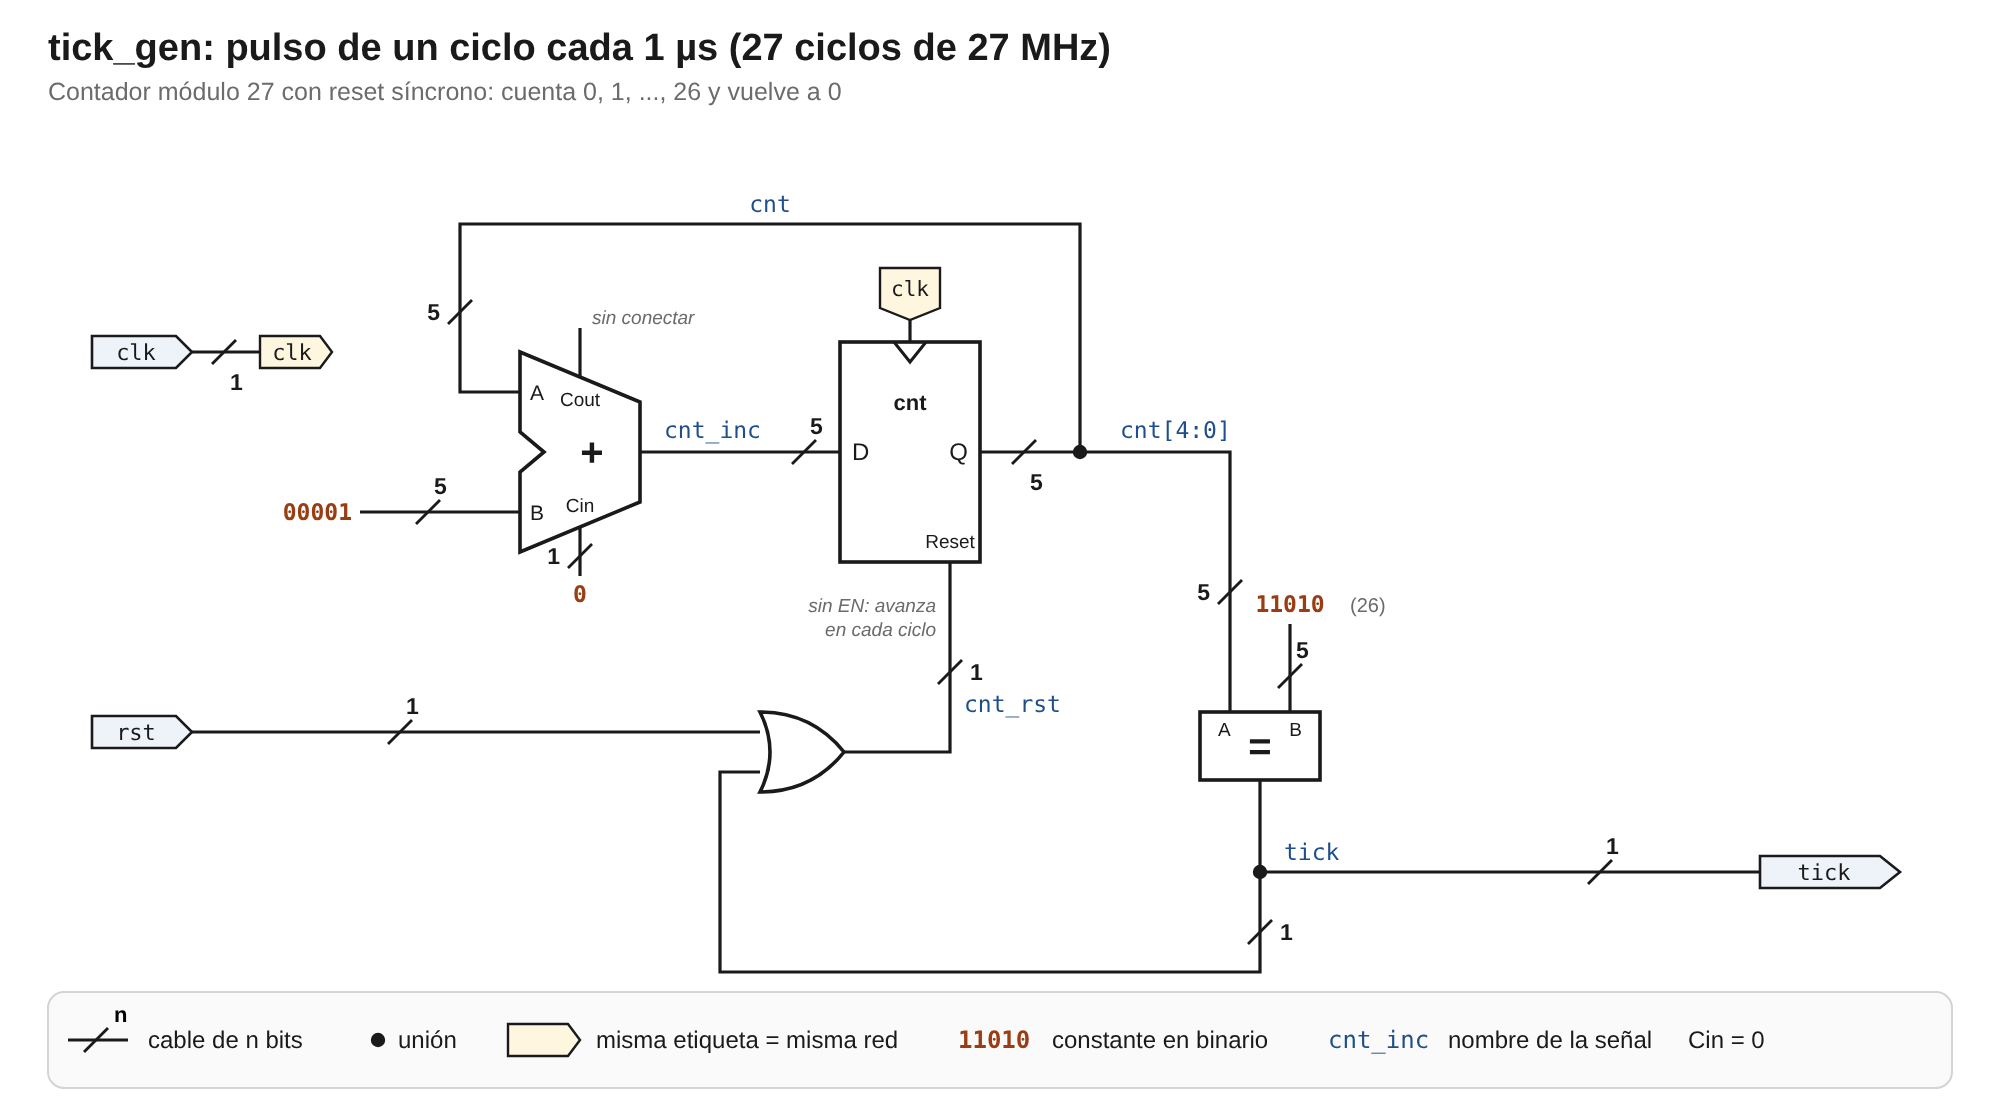 tick_gen: pulso de un ciclo cada 1 µs (27 ciclos de 27 MHz)
Contador módulo 27 con reset síncrono: cuenta 0, 1, ..., 26 y vuelve a 0
cnt
clk
5
sin conectar
clk
clk
1
A
Cout
cnt
cnt_inc
5
cnt[4:0]
+
D
Q
5
5
00001
B
Cin
1
0
Reset
sin EN: avanza
en cada ciclo
5
11010
(26)
5
1
cnt_rst
1
rst
A
B
=
tick
1
tick
1
n
cable de n bits
unión
misma etiqueta = misma red
11010
constante en binario
cnt_inc
nombre de la señal
Cin = 0